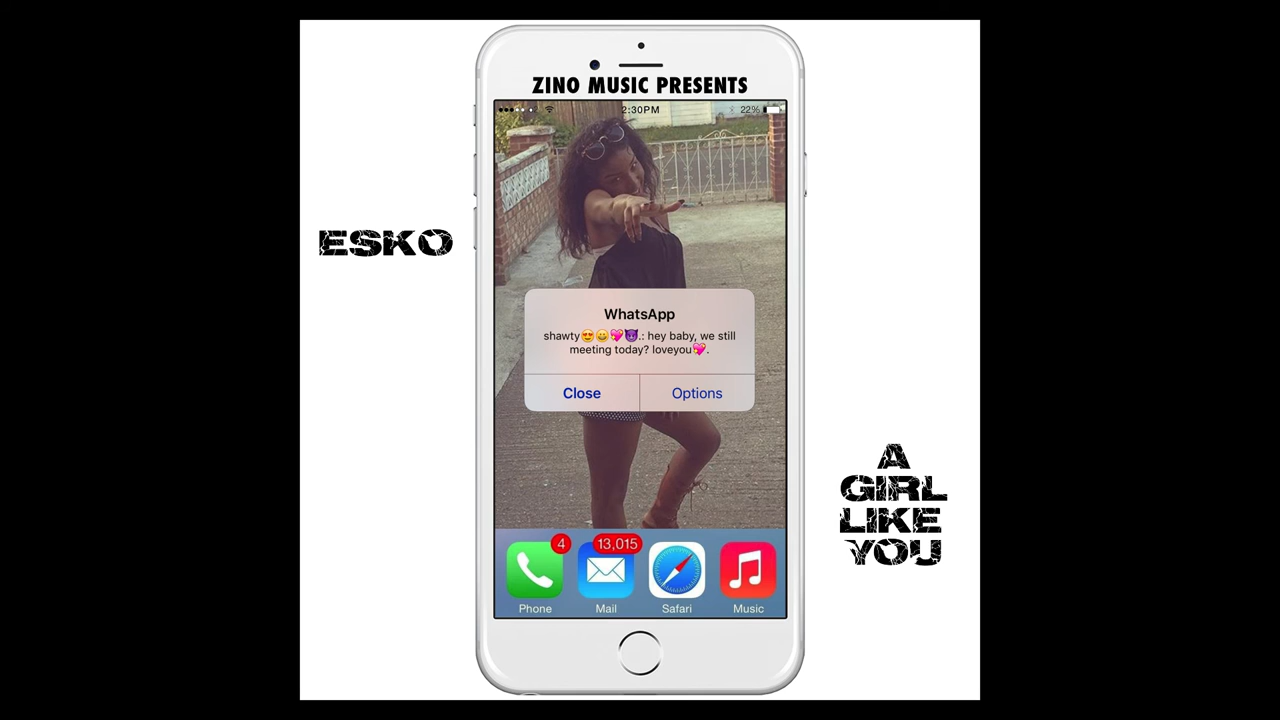 ZINO MUSIC PRESENTS
2:30PM
22%
ESKO
WhatsApp
shawty😍😀💖😈.: hey baby, we still
meeting today? loveyou💖.
Close
Options
A
GIRL
LIKE
YOU
4
13,015
Phone
Mail
Safari
Music